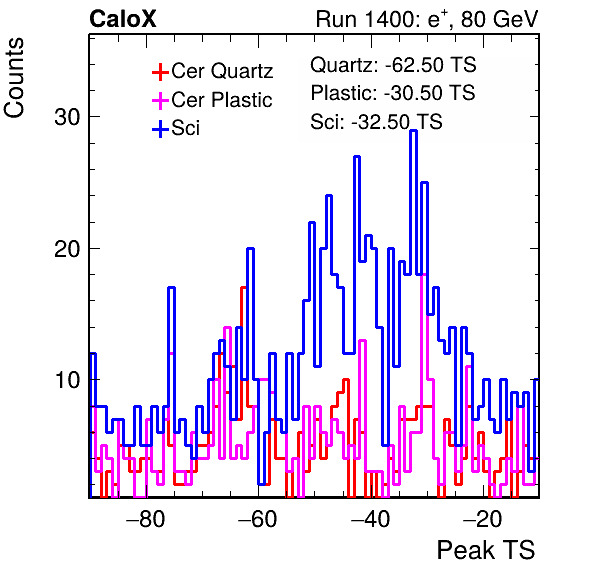 CaloX Run 1400: e⁺, 80 GeV
Counts
Cer Quartz
Cer Plastic
Sci
Quartz: -62.50 TS
Plastic: -30.50 TS
Sci: -32.50 TS
30
20
10
−80 −60 −40 −20
Peak TS